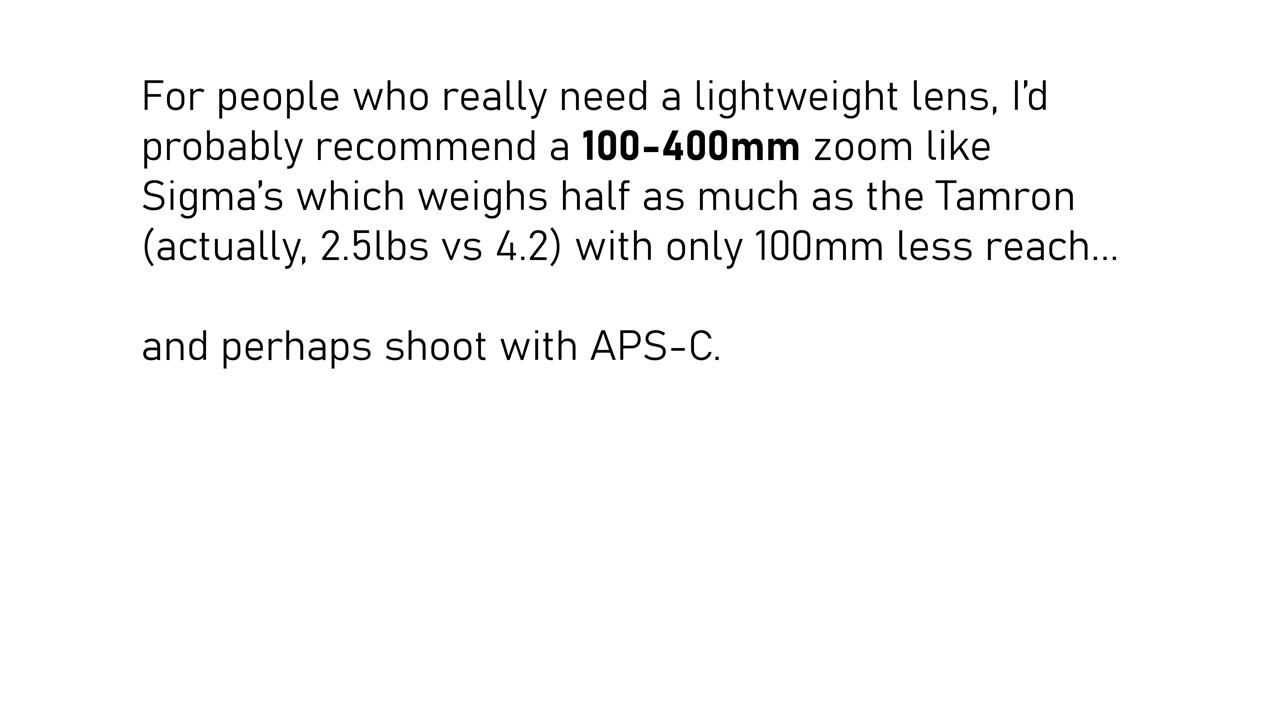 For people who really need a lightweight lens, I’d
probably recommend a 100-400mm zoom like
Sigma’s which weighs half as much as the Tamron
(actually, 2.5lbs vs 4.2) with only 100mm less reach...
and perhaps shoot with APS-C.